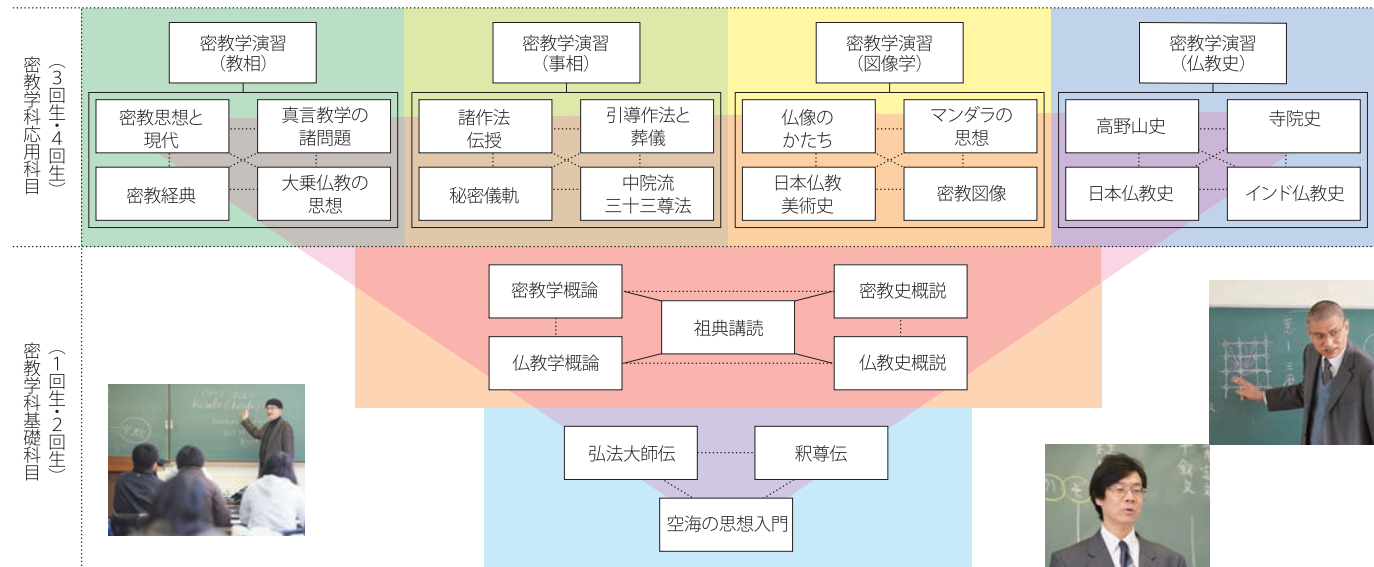 密教学科応用科目
(3回生・4回生)
密教学演習
(教相)
密教思想と
現代
真言教学の
諸問題
密教経典
大乗仏教の
思想
密教学演習
(事相)
諸作法
伝授
引導作法と
葬儀
秘密儀軌
中院流
三十三尊法
密教学演習
(図像学)
仏像の
かたち
マンダラの
思想
日本仏教
美術史
密教図像
密教学演習
(仏教史)
高野山史
寺院史
日本仏教史
インド仏教史
密教学科基礎科目
(1回生・2回生)
密教学概論
密教史概説
祖典講読
仏教学概論
仏教史概説
弘法大師伝
釈尊伝
空海の思想入門